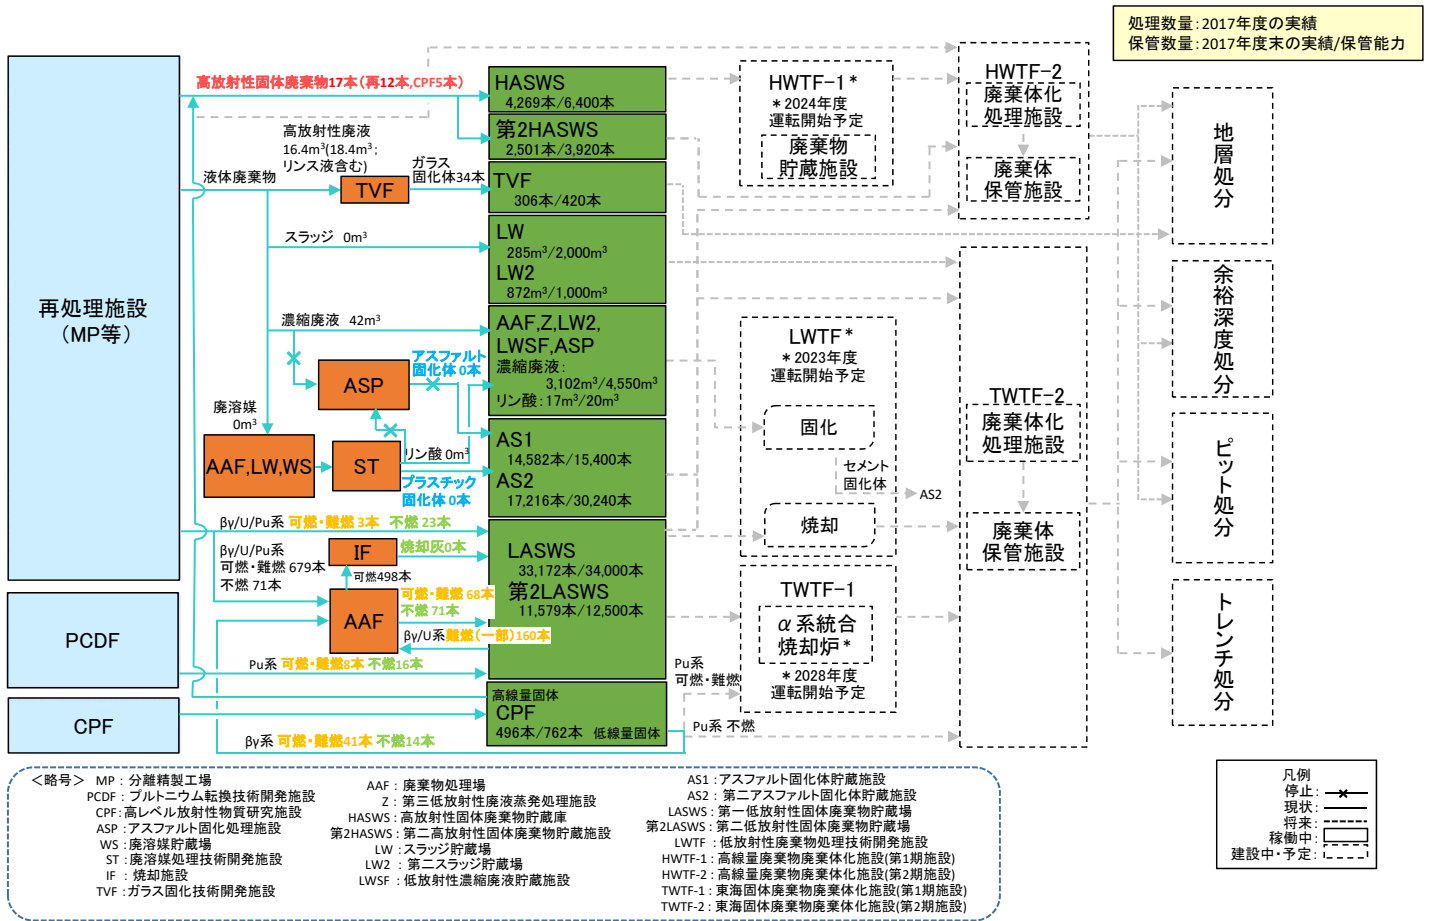 処理数量：2017年度の実績
保管数量：2017年度末の実績/保管能力
再処理施設
（MP等）
PCDF
CPF
高放射性固体廃棄物17本（再12本,CPF5本）
高放射性廃液
16.4m³(18.4m³；
リンス液含む)
液体廃棄物
TVF
ガラス
固化体34本
スラッジ 0m³
濃縮廃液 42m³
廃溶媒
0m³
ASP
アスファルト
固化体 0本
AAF,LW,WS
ST
リン酸 0m³
プラスチック
固化体 0本
βγ/U/Pu系 可燃・難燃 3本 不燃 23本
βγ/U/Pu系
可燃・難燃 679本
不燃 71本
IF
焼却灰0本
可燃498本
AAF
可燃・難燃 68本
不燃 71本
βγ/U系 難燃（一部）160本
Pu系 可燃・難燃8本 不燃16本
βγ系 可燃・難燃41本 不燃14本
HASWS
4,269本/6,400本
第2HASWS
2,501本/3,920本
TVF
306本/420本
LW
285m³/2,000m³
LW2
872m³/1,000m³
AAF,Z,LW2,
LWSF,ASP
濃縮廃液：
3,102m³/4,550m³
リン酸：17m³/20m³
AS1
14,582本/15,400本
AS2
17,216本/30,240本
LASWS
33,172本/34,000本
第2LASWS
11,579本/12,500本
高線量固体
CPF
496本/762本 低線量固体
HWTF-1*
＊2024年度
運転開始予定
廃棄物
貯蔵施設
LWTF*
＊2023年度
運転開始予定
固化
セメント
固化体
AS2
焼却
TWTF-1
α系統合
焼却炉*
＊2028年度
運転開始予定
Pu系
可燃・難燃
Pu系 不燃
HWTF-2
廃棄体化
処理施設
廃棄体
保管施設
TWTF-2
廃棄体化
処理施設
廃棄体
保管施設
地層処分
余裕深度処分
ピット処分
トレンチ処分
＜略号＞ MP：分離精製工場
PCDF：プルトニウム転換技術開発施設
CPF：高レベル放射性物質研究施設
ASP：アスファルト固化処理施設
WS：廃溶媒貯蔵場
ST：廃溶媒処理技術開発施設
IF：焼却施設
TVF：ガラス固化技術開発施設
AAF：廃棄物処理場
Z：第三低放射性廃液蒸発処理施設
HASWS：高放射性固体廃棄物貯蔵庫
第2HASWS：第二高放射性固体廃棄物貯蔵施設
LW：スラッジ貯蔵場
LW2：第二スラッジ貯蔵場
LWSF：低放射性濃縮廃液貯蔵施設
AS1：アスファルト固化体貯蔵施設
AS2：第二アスファルト固化体貯蔵施設
LASWS：第一低放射性固体廃棄物貯蔵場
第2LASWS：第二低放射性固体廃棄物貯蔵場
LWTF：低放射性廃棄物処理技術開発施設
HWTF-1：高線量廃棄物廃棄体化施設(第1期施設)
HWTF-2：高線量廃棄物廃棄体化施設(第2期施設)
TWTF-1：東海固体廃棄物廃棄体化施設(第1期施設)
TWTF-2：東海固体廃棄物廃棄体化施設(第2期施設)
凡例
停止：
現状：
将来：
稼働中：
建設中・予定：